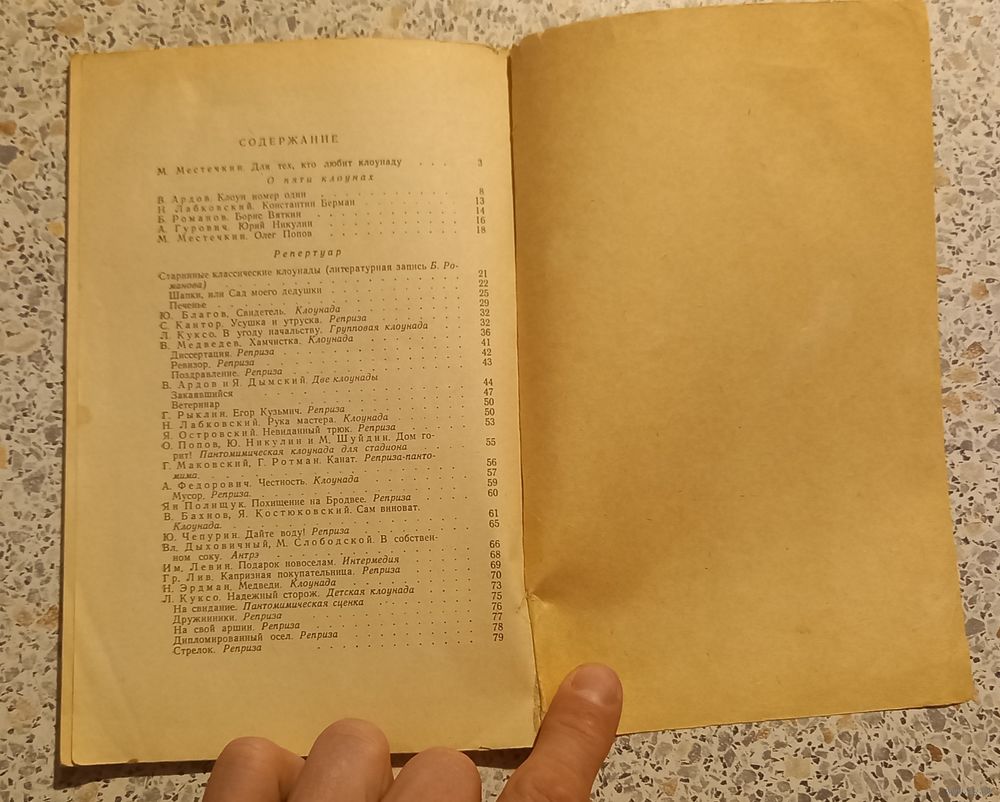 СОДЕРЖАНИЕ
М. Местечкин. Для тех, кто любит клоунаду . . . 3
О пяти клоунах
В. Ардов. Клоун номер один . . . 8
Н. Лабковский. Константин Берман . . . 13
Б. Романов. Борис Вяткин . . . 14
А. Гурович. Юрий Никулин . . . 16
М. Местечкин. Олег Попов . . . 18
Репертуар
Старинные классические клоунады (литературная запись Б. Ро-
манова) . . . 21
Шапки, или Сад моего дедушки . . . 22
Печенье . . . 25
Ю. Благов. Свидетель. Клоунада . . . 29
С. Кантор. Усушка и утруска. Реприза . . . 32
Л. Куксо. В угоду начальству. Групповая клоунада . . . 32
В. Медведев. Хамчистка. Клоунада . . . 36
Диссертация. Реприза . . . 41
Ревизор. Реприза . . . 42
Поздравление. Реприза . . . 43
В. Ардов и Я. Дымский. Две клоунады
Закаявшийся . . . 44
Ветеринар . . . 47
Г. Рыклин. Егор Кузьмич. Реприза . . . 50
Н. Лабковский. Рука мастера. Клоунада . . . 50
Я. Островский. Невиданный трюк. Реприза . . . 53
О. Попов, Ю. Никулин и М. Шуйдин. Дом го-
рит! Пантомимическая клоунада для стадиона . . . 55
Г. Маковский, Г. Ротман. Канат. Реприза-панто-
мима . . . 56
А. Федорович. Честность. Клоунада . . . 57
Мусор. Реприза . . . 59
Ян Полищук. Похищение на Бродвее. Реприза . . . 60
В. Бахнов, Я. Костюковский. Сам виноват.
Клоунада . . . 61
Ю. Чепурин. Дайте воду! Реприза . . . 65
Вл. Дыховичный, М. Слободской. В собствен-
ном соку. Антрэ . . . 66
Им. Левин. Подарок новоселам. Интермедия . . . 68
Гр. Лив. Капризная покупательница. Реприза . . . 69
Н. Эрдман. Медведи. Клоунада . . . 70
Л. Куксо. Надежный сторож. Детская клоунада . . . 73
На свидание. Пантомимическая сценка . . . 75
Дружинники. Реприза . . . 76
На свой аршин. Реприза . . . 77
Дипломированный осел. Реприза . . . 78
Стрелок. Реприза . . . 79